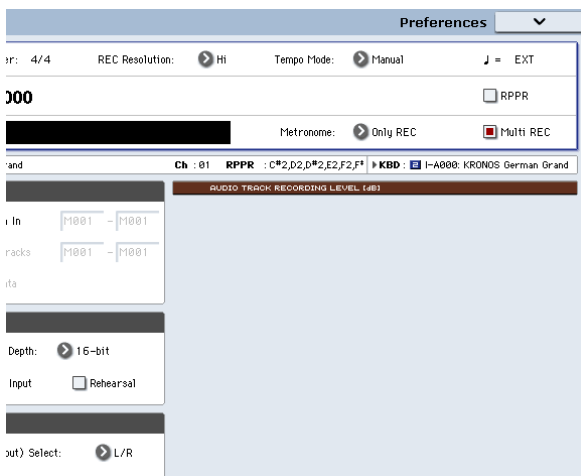 Preferences
er: 4/4 REC Resolution: Hi Tempo Mode: Manual ♩ = EXT
000 RPPR
Metronome: Only REC Multi REC
rand Ch : 01 RPPR : C#2,D2,D#2,E2,F2,F# KBD : I-A000: KRONOS German Grand
AUDIO TRACK RECORDING LEVEL [dB]
In M001 - M001
racks M001 - M001
ata
Depth: 16-bit
Input Rehearsal
out) Select: L/R